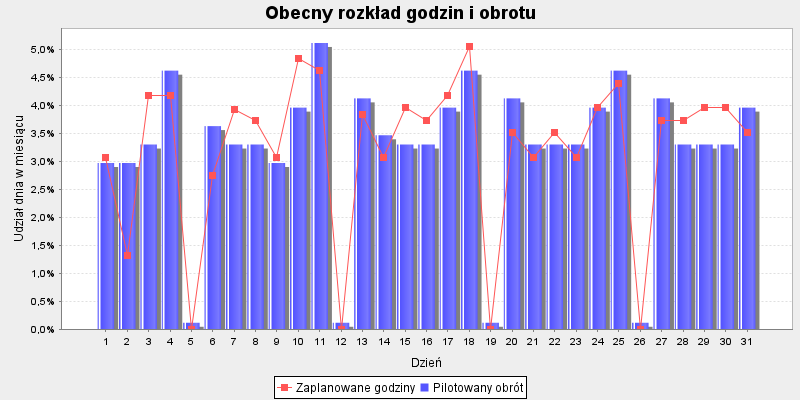 Obecny rozkład godzin i obrotu
Udział dnia w miesiącu
5,0%
4,5%
4,0%
3,5%
3,0%
2,5%
2,0%
1,5%
1,0%
0,5%
0,0%
1 2 3 4 5 6 7 8 9 10 11 12 13 14 15 16 17 18 19 20 21 22 23 24 25 26 27 28 29 30 31
Dzień
Zaplanowane godziny Pilotowany obrót